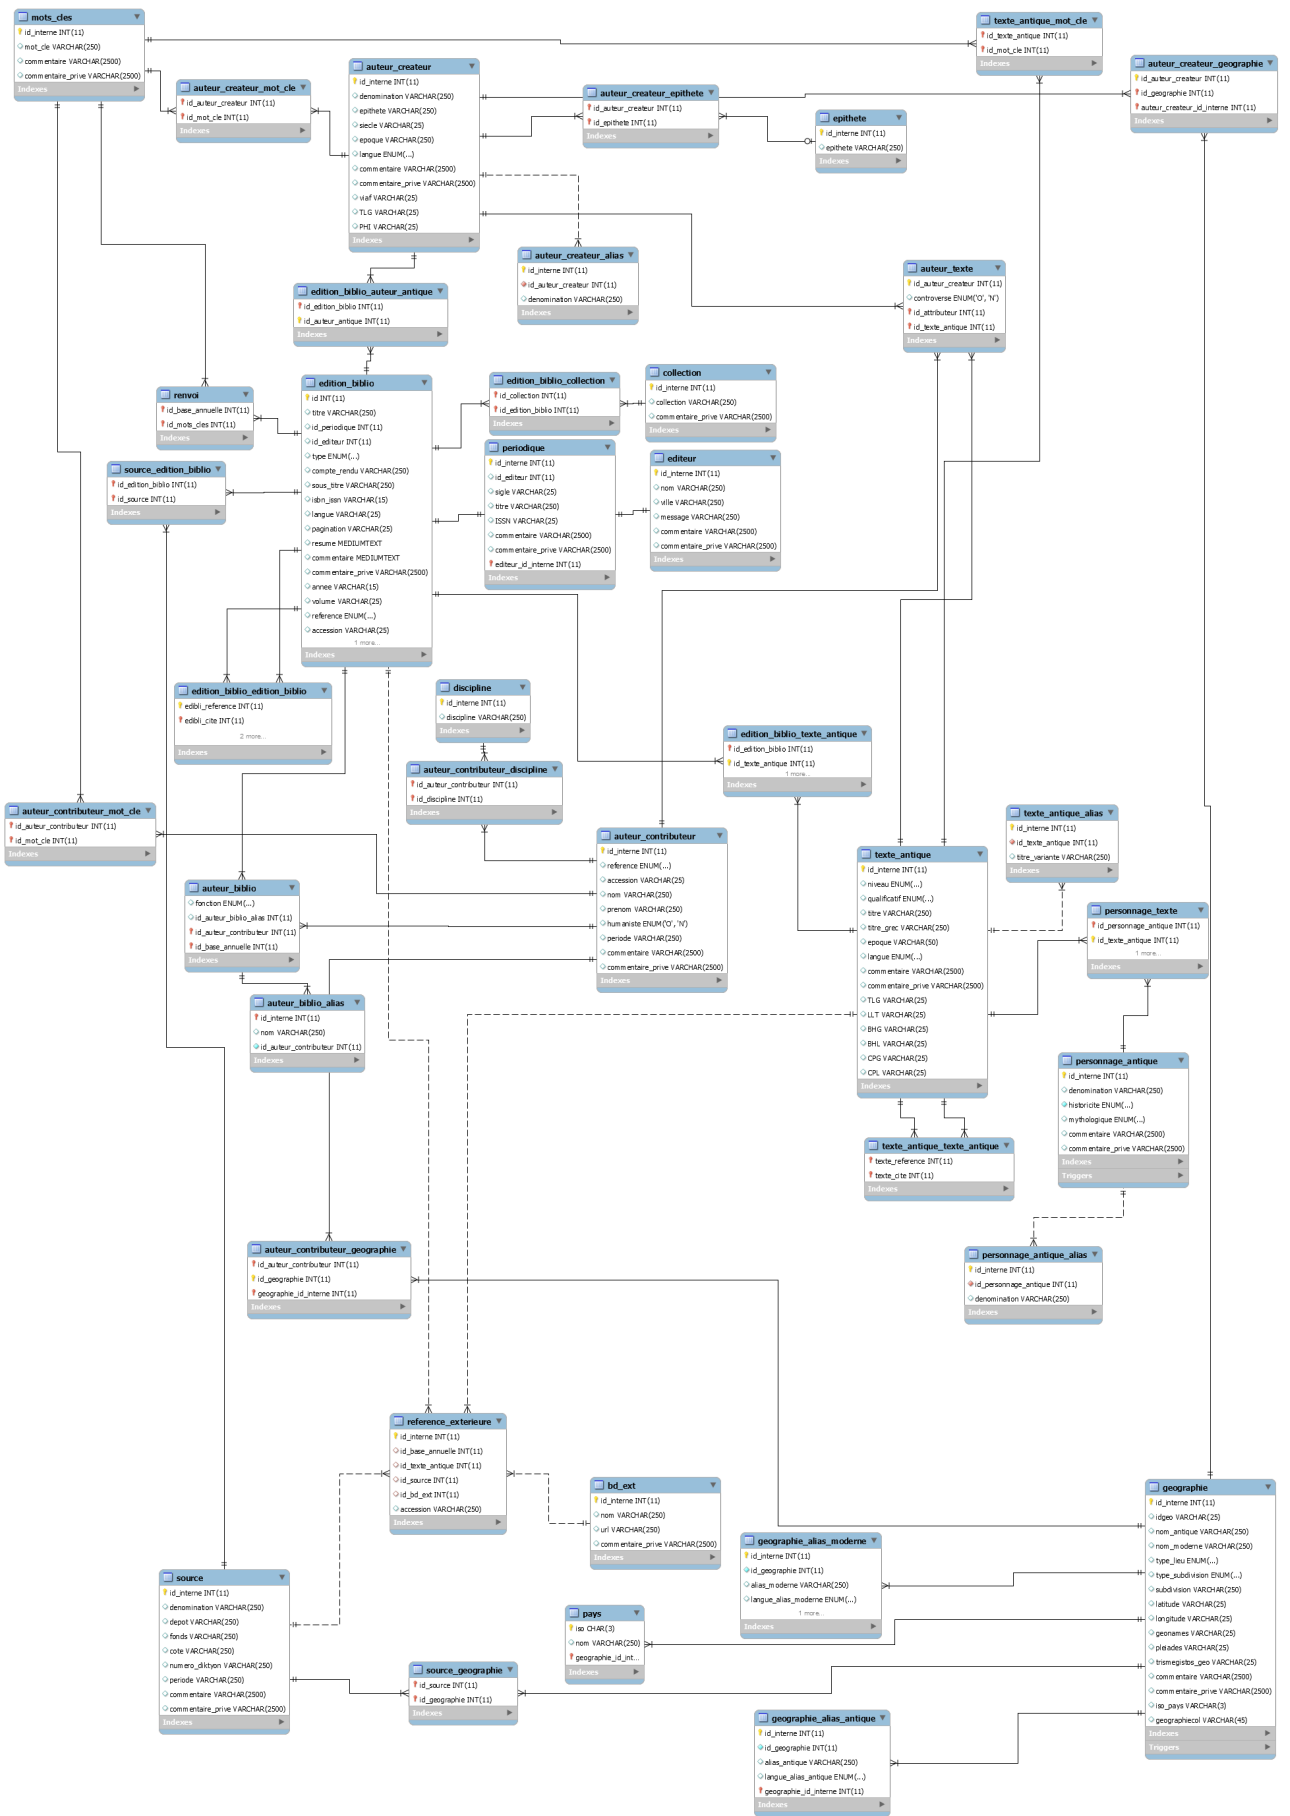 mots_cles
id_interne INT(11)
mot_cle VARCHAR(250)
commentaire VARCHAR(2500)
commentaire_prive VARCHAR(2500)
Indexes
texte_antique_mot_cle
id_texte_antique INT(11)
id_mot_cle INT(11)
Indexes
auteur_createur_geographie
id_auteur_createur INT(11)
id_geographie INT(11)
auteur_createur_id_interne INT(11)
Indexes
auteur_createur_mot_cle
id_auteur_createur INT(11)
id_mot_cle INT(11)
Indexes
auteur_createur
id_interne INT(11)
denomination VARCHAR(250)
epithete VARCHAR(250)
siecle VARCHAR(25)
epoque VARCHAR(250)
langue ENUM(...)
commentaire VARCHAR(2500)
commentaire_prive VARCHAR(2500)
viaf VARCHAR(25)
TLG VARCHAR(25)
PHI VARCHAR(25)
Indexes
auteur_createur_epithete
id_auteur_createur INT(11)
id_epithete INT(11)
Indexes
epithete
id_interne INT(11)
epithete VARCHAR(250)
Indexes
auteur_createur_alias
id_interne INT(11)
id_auteur_createur INT(11)
denomination VARCHAR(250)
Indexes
auteur_texte
id_auteur_createur INT(11)
controverse ENUM('O', 'N')
id_attributeur INT(11)
id_texte_antique INT(11)
Indexes
edition_biblio_auteur_antique
id_edition_biblio INT(11)
id_auteur_antique INT(11)
Indexes
edition_biblio
id INT(11)
titre VARCHAR(250)
id_periodique INT(11)
id_editeur INT(11)
type ENUM(...)
compte_rendu VARCHAR(250)
sous_titre VARCHAR(250)
isbn_issn VARCHAR(15)
langue VARCHAR(25)
pagination VARCHAR(25)
resume MEDIUMTEXT
commentaire MEDIUMTEXT
commentaire_prive VARCHAR(2500)
annee VARCHAR(15)
volume VARCHAR(25)
reference ENUM(...)
accession VARCHAR(25)
1 more...
Indexes
edition_biblio_collection
id_collection INT(11)
id_edition_biblio INT(11)
Indexes
collection
id_interne INT(11)
collection VARCHAR(250)
commentaire_prive VARCHAR(2500)
Indexes
renvoi
id_base_annuelle INT(11)
id_mots_cles INT(11)
Indexes
periodique
id_interne INT(11)
id_editeur INT(11)
sigle VARCHAR(25)
titre VARCHAR(250)
ISSN VARCHAR(25)
commentaire VARCHAR(2500)
commentaire_prive VARCHAR(2500)
editeur_id_interne INT(11)
Indexes
editeur
id_interne INT(11)
nom VARCHAR(250)
ville VARCHAR(250)
message VARCHAR(250)
commentaire VARCHAR(2500)
commentaire_prive VARCHAR(2500)
Indexes
source_edition_biblio
id_edition_biblio INT(11)
id_source INT(11)
Indexes
edition_biblio_edition_biblio
edibli_reference INT(11)
edibli_cite INT(11)
2 more...
Indexes
discipline
id_interne INT(11)
discipline VARCHAR(250)
Indexes
edition_biblio_texte_antique
id_edition_biblio INT(11)
id_texte_antique INT(11)
1 more...
Indexes
auteur_contributeur_discipline
id_auteur_contributeur INT(11)
id_discipline INT(11)
Indexes
auteur_contributeur_mot_cle
id_auteur_contributeur INT(11)
id_mot_cle INT(11)
Indexes
auteur_contributeur
id_interne INT(11)
reference ENUM(...)
accession VARCHAR(25)
nom VARCHAR(250)
prenom VARCHAR(250)
humaniste ENUM('O', 'N')
periode VARCHAR(250)
commentaire VARCHAR(2500)
commentaire_prive VARCHAR(2500)
Indexes
texte_antique_alias
id_interne INT(11)
id_texte_antique INT(11)
titre_variante VARCHAR(250)
Indexes
texte_antique
id_interne INT(11)
niveau ENUM(...)
qualificatif ENUM(...)
titre VARCHAR(250)
titre_grec VARCHAR(250)
epoque VARCHAR(50)
langue ENUM(...)
commentaire VARCHAR(2500)
commentaire_prive VARCHAR(2500)
TLG VARCHAR(25)
LLT VARCHAR(25)
BHG VARCHAR(25)
BHL VARCHAR(25)
CPG VARCHAR(25)
CPL VARCHAR(25)
Indexes
auteur_biblio
fonction ENUM(...)
id_auteur_biblio_alias INT(11)
id_auteur_contributeur INT(11)
id_base_annuelle INT(11)
Indexes
personnage_texte
id_personnage_antique INT(11)
id_texte_antique INT(11)
1 more...
Indexes
auteur_biblio_alias
id_interne INT(11)
nom VARCHAR(250)
id_auteur_contributeur INT(11)
Indexes
personnage_antique
id_interne INT(11)
denomination VARCHAR(250)
historicite ENUM(...)
mythologique ENUM(...)
commentaire VARCHAR(2500)
commentaire_prive VARCHAR(2500)
Indexes
Triggers
texte_antique_texte_antique
texte_reference INT(11)
texte_cite INT(11)
Indexes
auteur_contributeur_geographie
id_auteur_contributeur INT(11)
id_geographie INT(11)
geographie_id_interne INT(11)
Indexes
personnage_antique_alias
id_interne INT(11)
id_personnage_antique INT(11)
denomination VARCHAR(250)
Indexes
reference_exterieure
id_interne INT(11)
id_base_annuelle INT(11)
id_texte_antique INT(11)
id_source INT(11)
id_bd_ext INT(11)
accession VARCHAR(250)
Indexes
bd_ext
id_interne INT(11)
nom VARCHAR(250)
url VARCHAR(250)
commentaire_prive VARCHAR(2500)
Indexes
geographie
id_interne INT(11)
idgeo VARCHAR(25)
nom_antique VARCHAR(250)
nom_moderne VARCHAR(250)
type_lieu ENUM(...)
type_subdivision ENUM(...)
subdivision VARCHAR(250)
latitude VARCHAR(25)
longitude VARCHAR(25)
geonames VARCHAR(25)
pleiades VARCHAR(25)
trismegistos_geo VARCHAR(25)
commentaire VARCHAR(2500)
commentaire_prive VARCHAR(2500)
iso_pays VARCHAR(3)
geographiecol VARCHAR(45)
Indexes
Triggers
geographie_alias_moderne
id_interne INT(11)
id_geographie INT(11)
alias_moderne VARCHAR(250)
langue_alias_moderne ENUM(...)
1 more...
Indexes
source
id_interne INT(11)
denomination VARCHAR(250)
depot VARCHAR(250)
fonds VARCHAR(250)
cote VARCHAR(250)
numero_diktyon VARCHAR(250)
periode VARCHAR(250)
commentaire VARCHAR(2500)
commentaire_prive VARCHAR(2500)
Indexes
pays
iso CHAR(3)
nom VARCHAR(250)
geographie_id_int...
Indexes
source_geographie
id_source INT(11)
id_geographie INT(11)
Indexes
geographie_alias_antique
id_interne INT(11)
id_geographie INT(11)
alias_antique VARCHAR(250)
langue_alias_antique ENUM(...)
geographie_id_interne INT(11)
Indexes